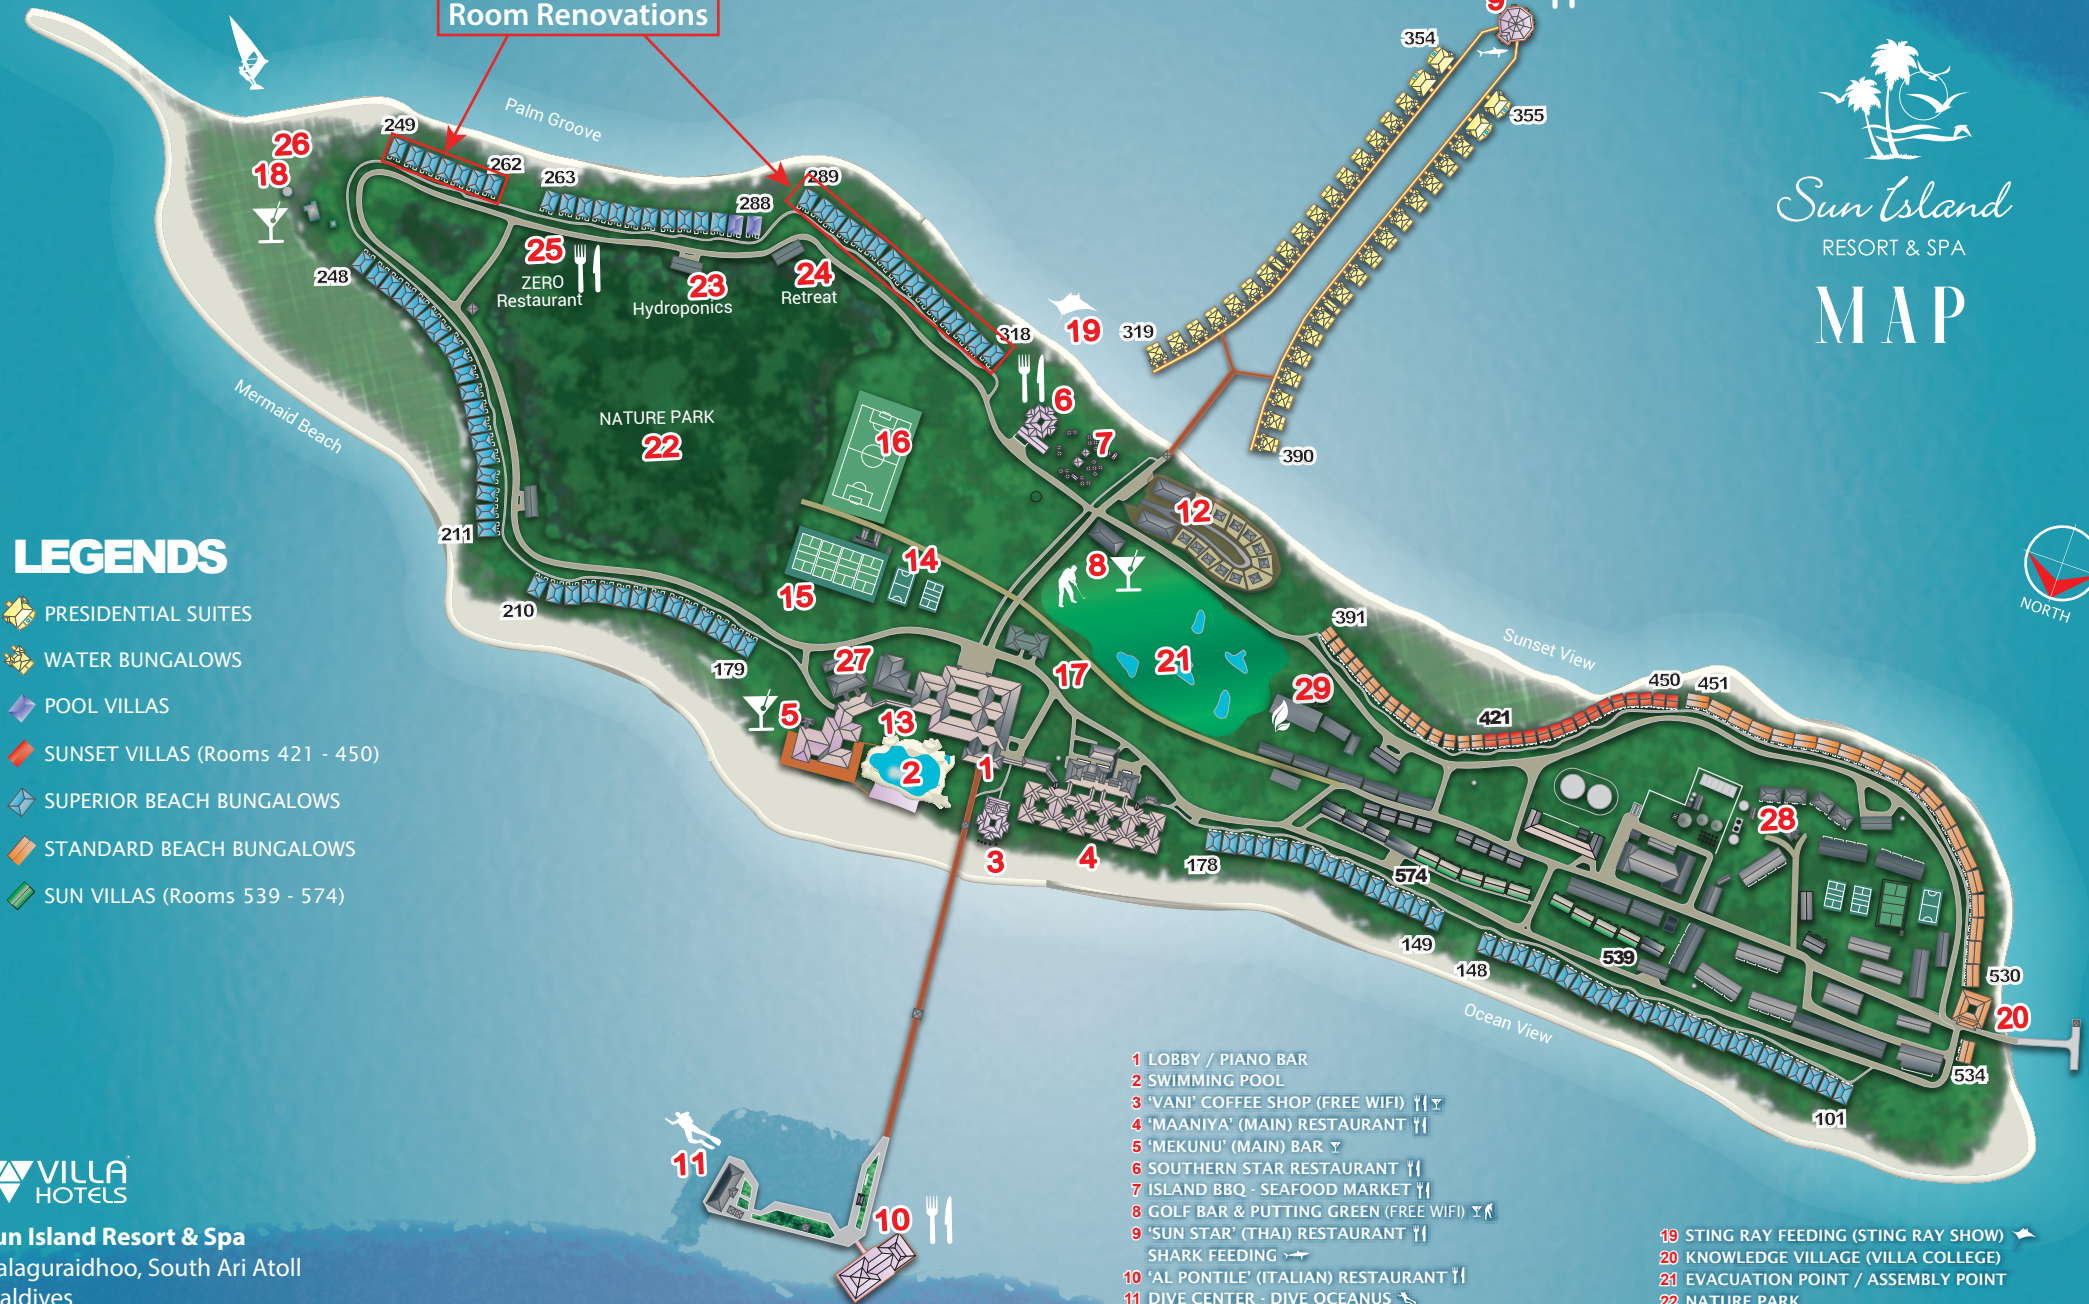 Room Renovations
9
354
355
Palm Groove
249
262
263
288
289
26
18
248
25
ZERO
Restaurant
23
Hydroponics
24
Retreat
318
19
319
390
Sun Island
RESORT & SPA
MAP
Mermaid Beach
NATURE PARK
22
16
6
7
12
211
210
15
14
8
179
27
5
13
2
1
17
21
29
391
Sunset View
421
450
451
NORTH
3
4
178
574
149
148
539
28
530
20
534
101
Ocean View
11
10
LEGENDS
PRESIDENTIAL SUITES
WATER BUNGALOWS
POOL VILLAS
SUNSET VILLAS (Rooms 421 - 450)
SUPERIOR BEACH BUNGALOWS
STANDARD BEACH BUNGALOWS
SUN VILLAS (Rooms 539 - 574)
VILLA
HOTELS
un Island Resort & Spa
alaguraidhoo, South Ari Atoll
aldives
1 LOBBY / PIANO BAR
2 SWIMMING POOL
3 ‘VANI’ COFFEE SHOP (FREE WIFI)
4 ‘MAANIYA’ (MAIN) RESTAURANT
5 ‘MEKUNU’ (MAIN) BAR
6 SOUTHERN STAR RESTAURANT
7 ISLAND BBQ - SEAFOOD MARKET
8 GOLF BAR & PUTTING GREEN (FREE WIFI)
9 ‘SUN STAR’ (THAI) RESTAURANT
SHARK FEEDING
10 ‘AL PONTILE’ (ITALIAN) RESTAURANT
11 DIVE CENTER - DIVE OCEANUS
19 STING RAY FEEDING (STING RAY SHOW)
20 KNOWLEDGE VILLAGE (VILLA COLLEGE)
21 EVACUATION POINT / ASSEMBLY POINT
22 NATURE PARK